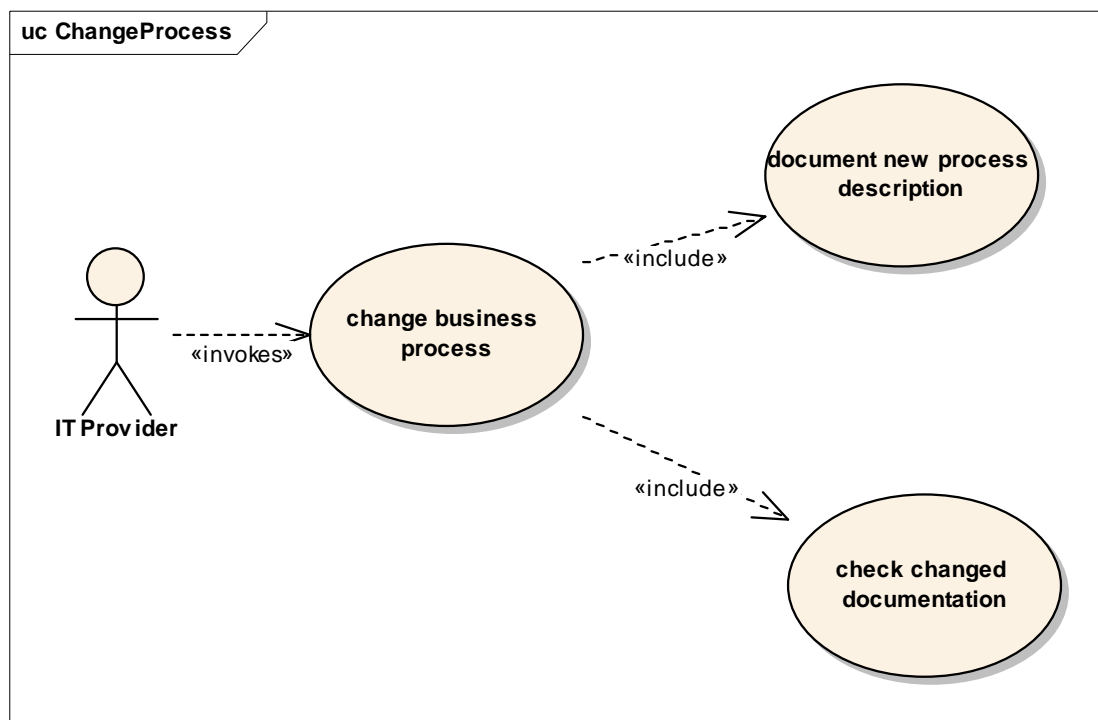 uc ChangeProcess
document new process
description
«include»
change business
process
«invokes»
IT Provider
«include»
check changed
documentation